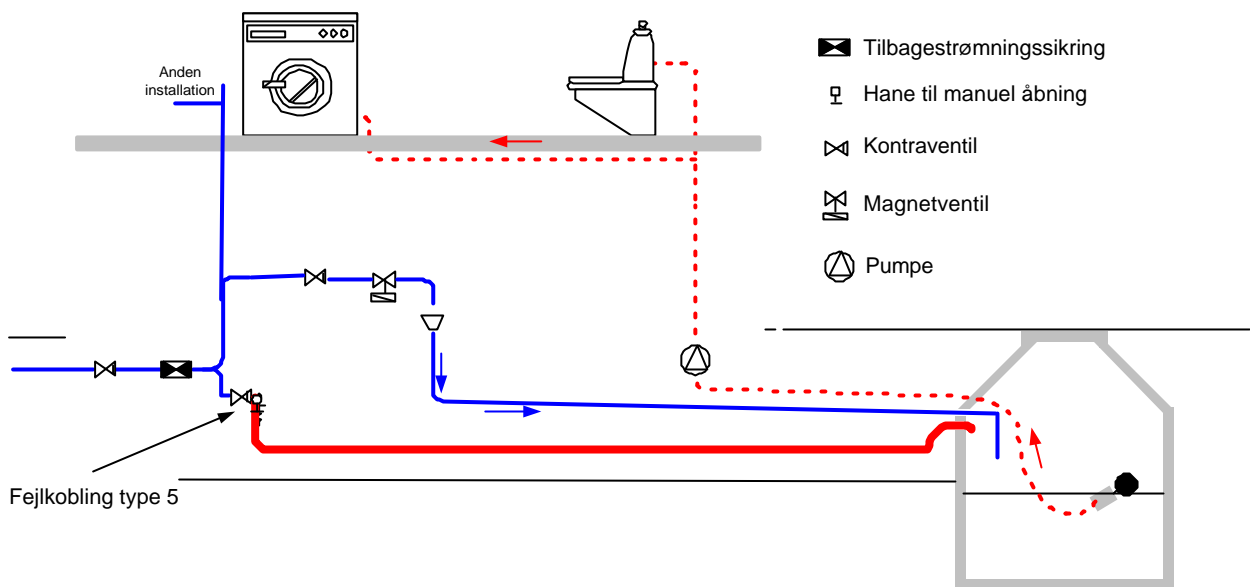 Anden
installation
Tilbagestrømningssikring
Hane til manuel åbning
Kontraventil
Magnetventil
Pumpe
Fejlkobling type 5